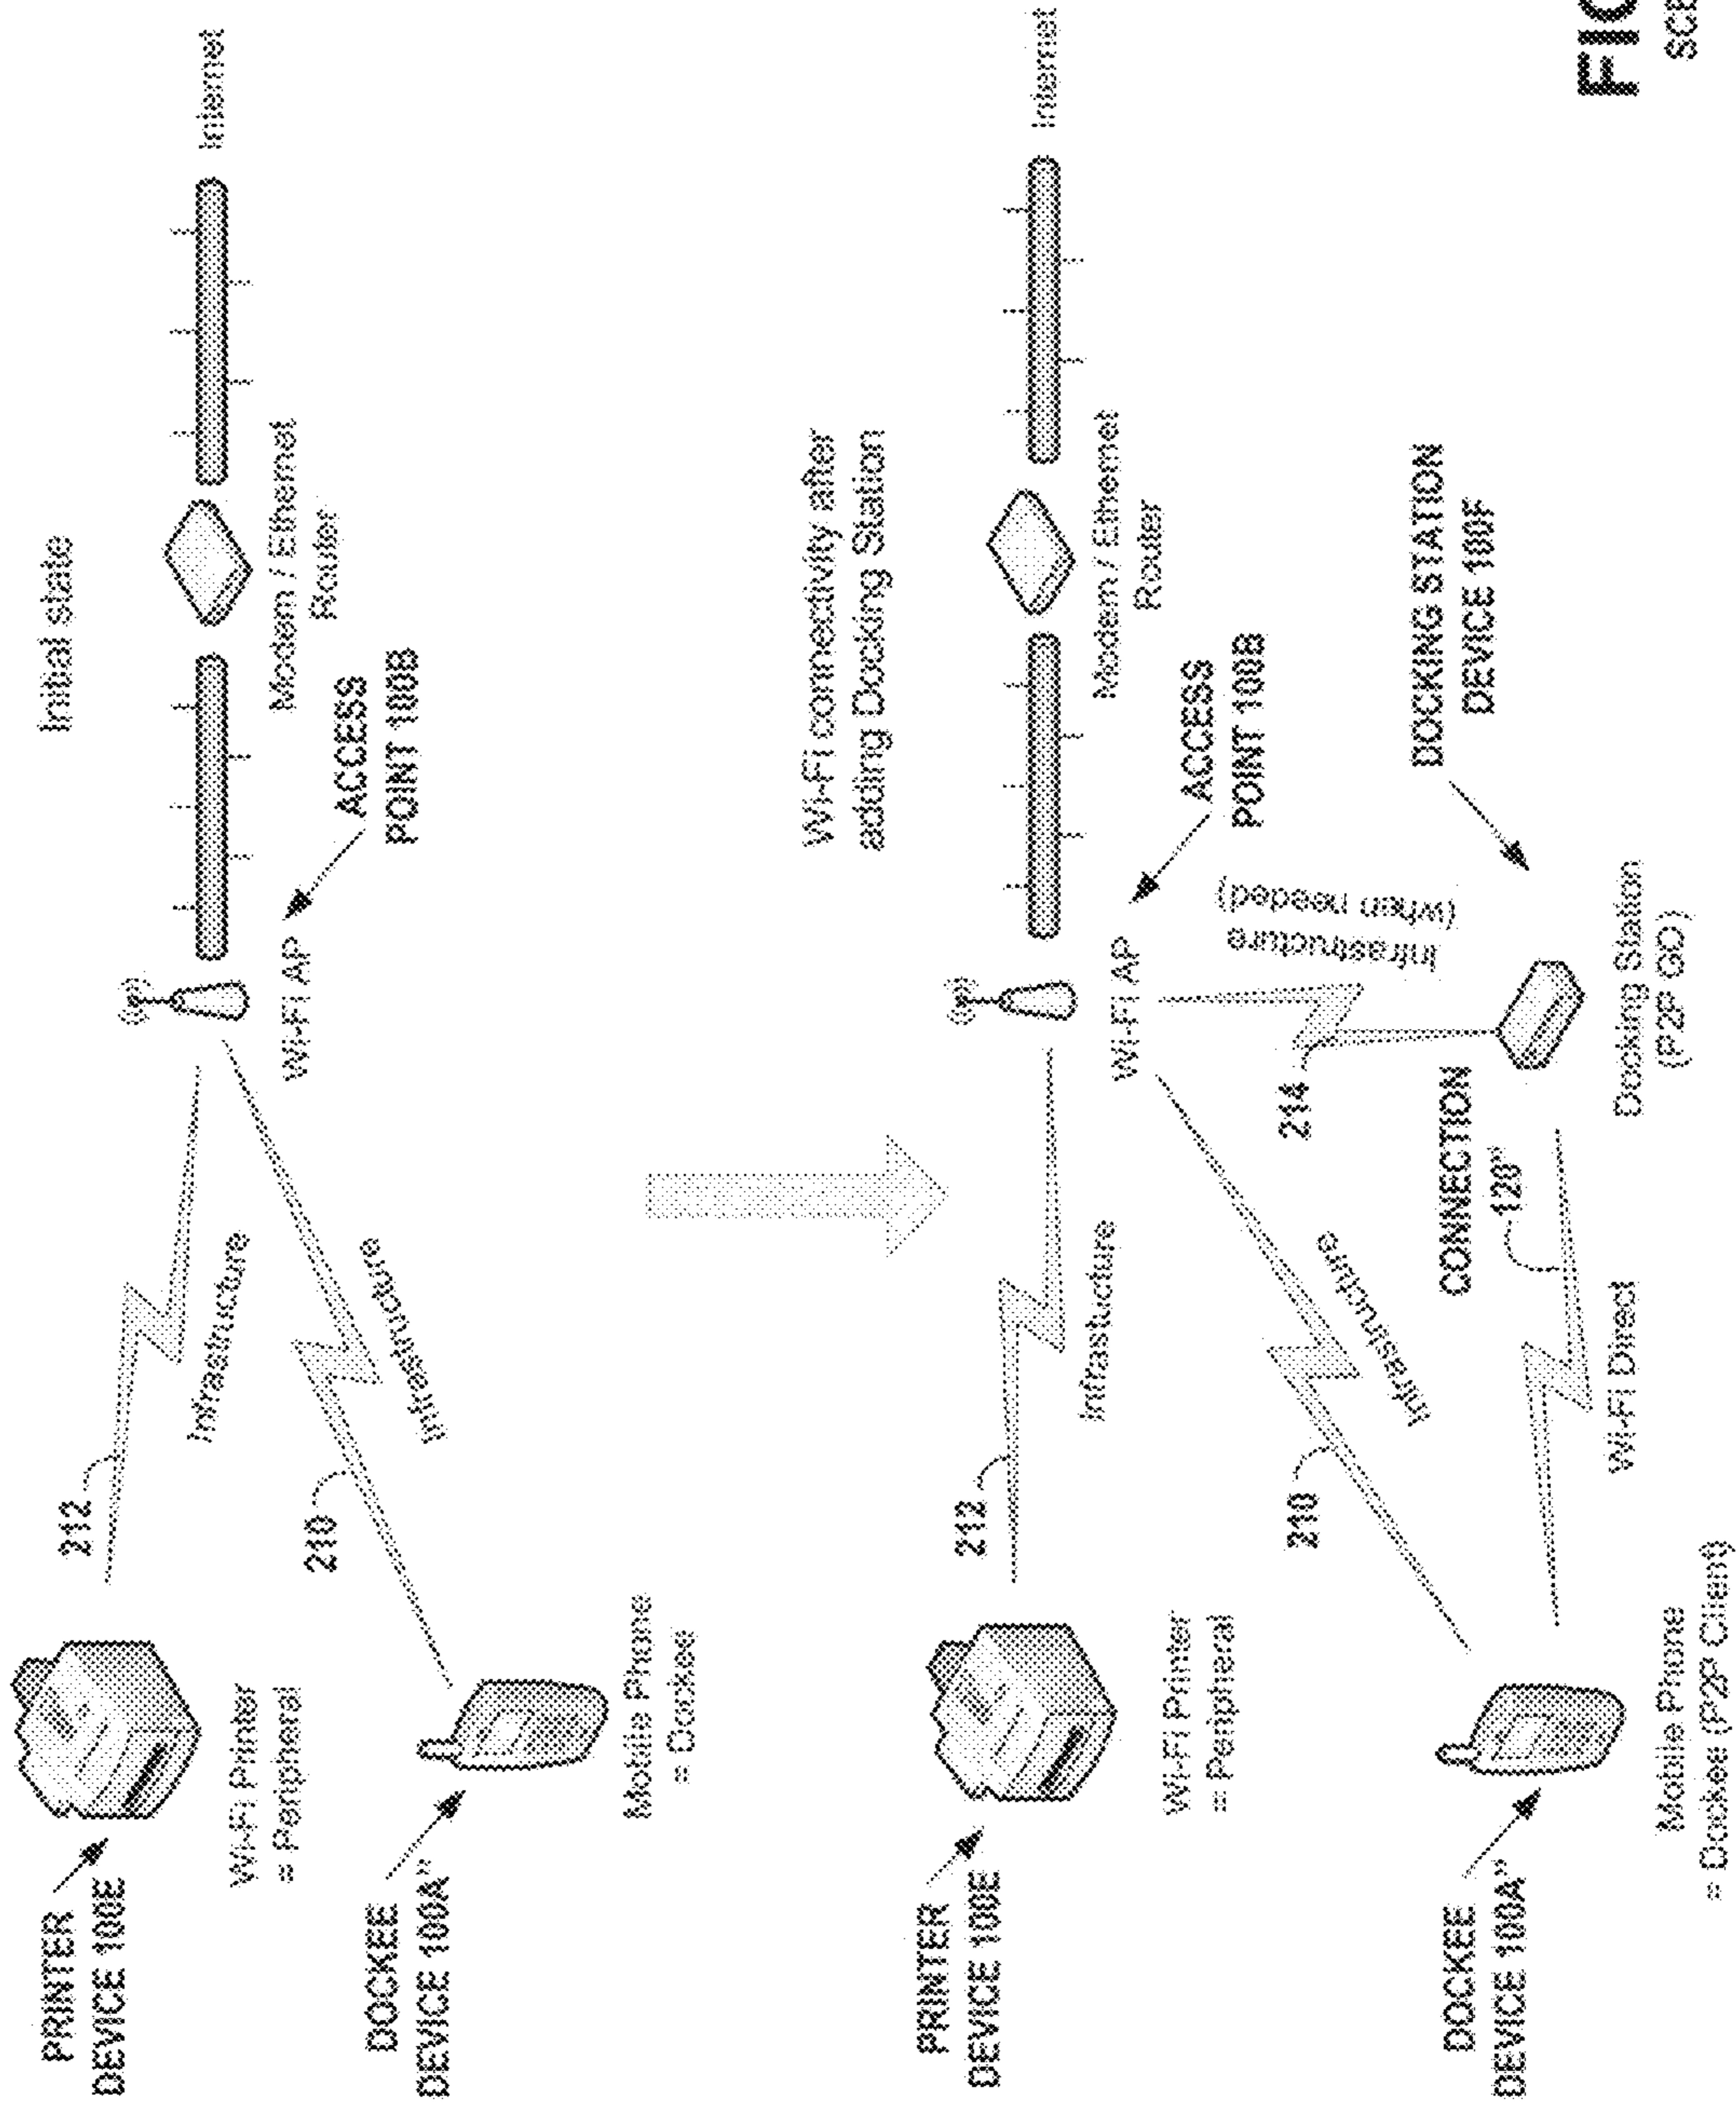 Initial state
PRINTER
DEVICE 100E
212
Infrastructure
Internet
Wi-Fi Printer
= Peripheral
Wi-Fi AP
Modem / Ethernet
Router
ACCESS
POINT 100B
210
Infrastructure
DOCKEE
DEVICE 100A"
Mobile Phone
= Dockee
Wi-Fi connectivity after
adding Docking Station
PRINTER
DEVICE 100E
212
Infrastucture
Internet
Wi-Fi Printer
= Peripheral
Wi-Fi AP
Modem / Ethernet
Router
ACCESS
POINT 100B
Infrastructure
(when needed)
210
Infrastructure
214
DOCKING STATION
DEVICE 100F
CONNECTION
120"
DOCKEE
DEVICE 100A"
Wi-Fi Direct
Docking Station
(P2P GO)
Mobile Phone
= Dockee (P2P Client)